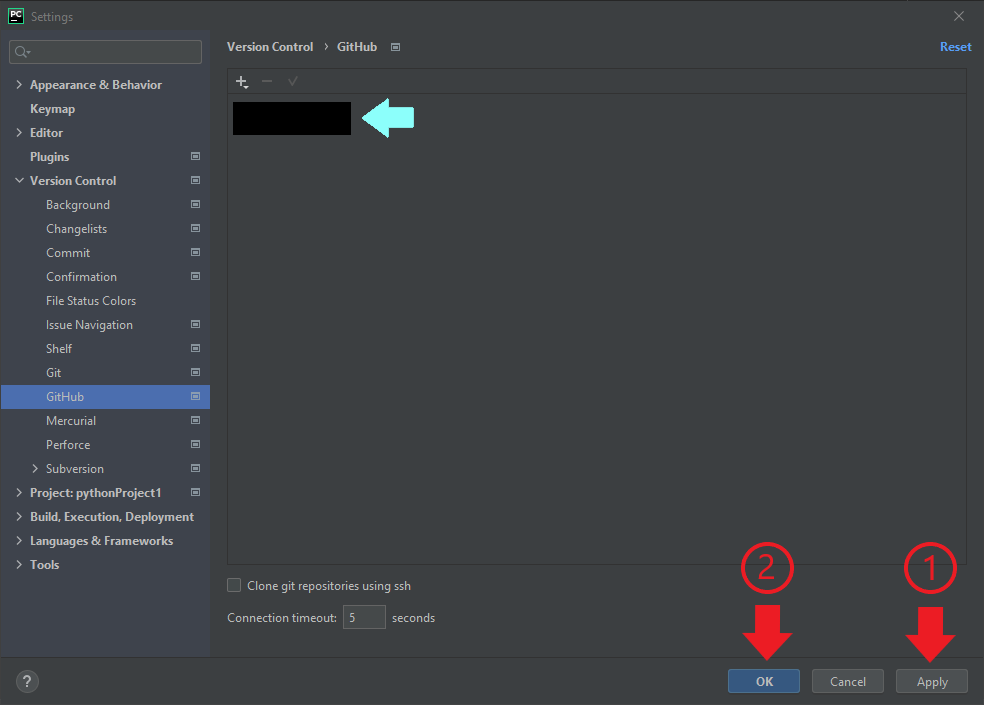 PC Settings
Version Control › GitHub Reset
Appearance & Behavior
Keymap
Editor
Plugins
Version Control
Background
Changelists
Commit
Confirmation
File Status Colors
Issue Navigation
Shelf
Git
GitHub
Mercurial
Perforce
Subversion
Project: pythonProject1
Build, Execution, Deployment
Languages & Frameworks
Tools
Clone git repositories using ssh
Connection timeout: 5 seconds
2 1
? OK Cancel Apply